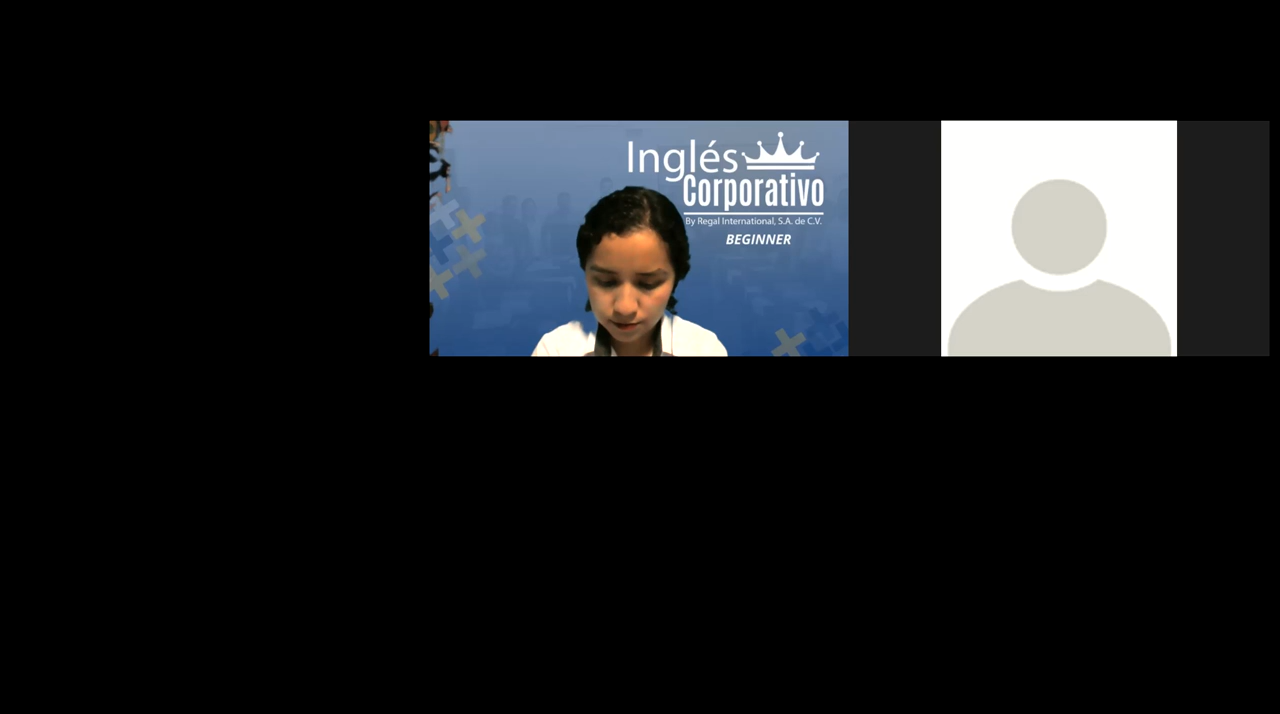 Inglés
Corporativo
By Regal International, S.A. de C.V.
BEGINNER